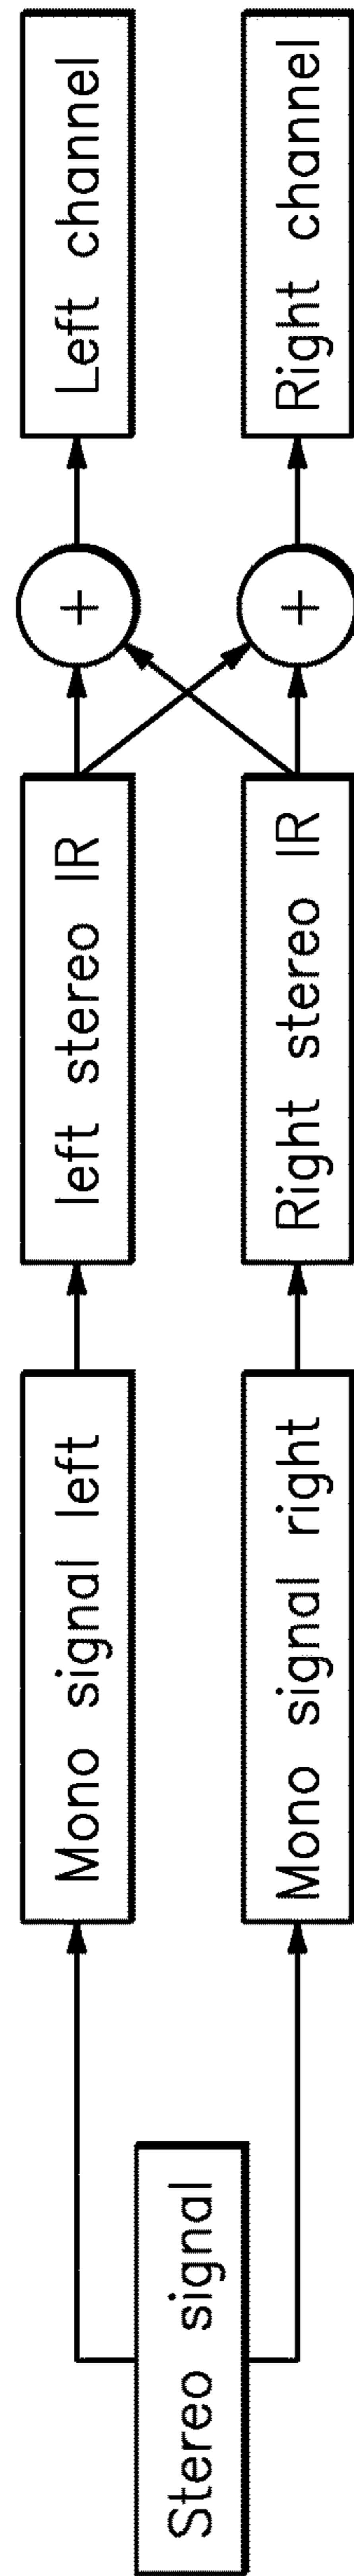 Stereo signal
Mono signal left
left stereo IR
+
Left channel
Mono signal right
Right stereo IR
+
Right channel